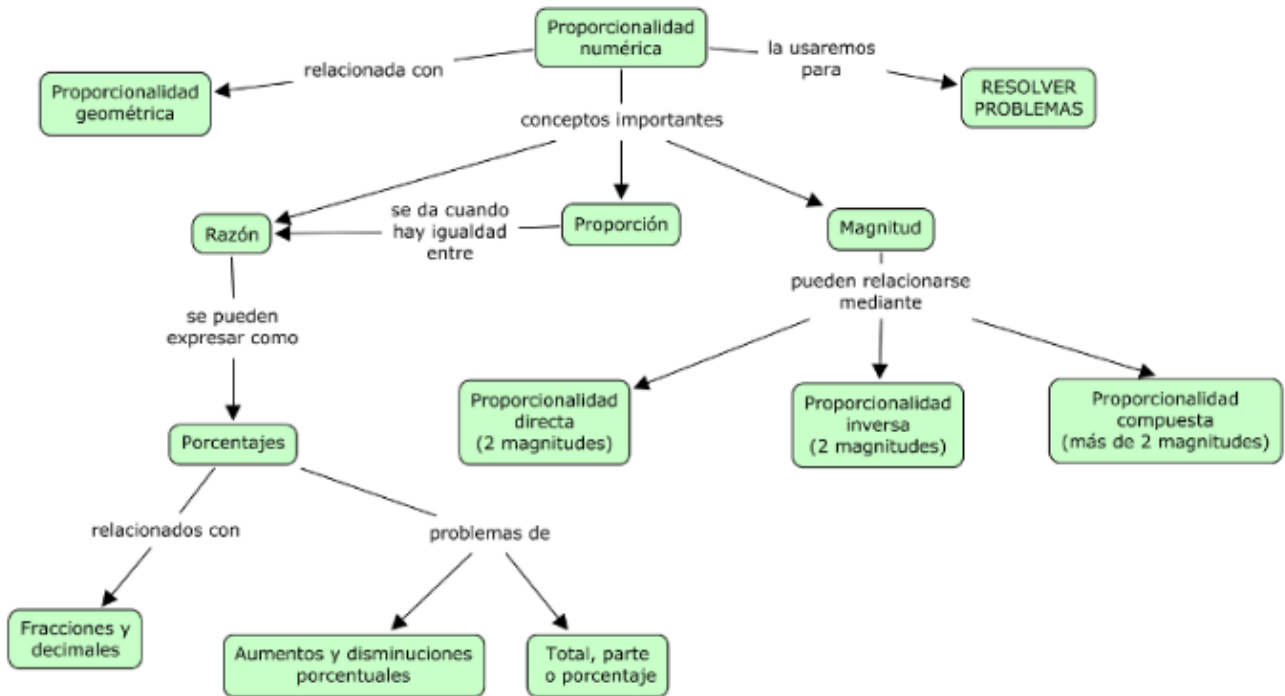 Proporcionalidad
numérica
relacionada con
la usaremos
para
Proporcionalidad
geométrica
RESOLVER
PROBLEMAS
conceptos importantes
Razón
se da cuando
hay igualdad
entre
Proporción
Magnitud
pueden relacionarse
mediante
se pueden
expresar como
Proporcionalidad
directa
(2 magnitudes)
Proporcionalidad
inversa
(2 magnitudes)
Proporcionalidad
compuesta
(más de 2 magnitudes)
Porcentajes
relacionados con
problemas de
Fracciones y
decimales
Aumentos y disminuciones
porcentuales
Total, parte
o porcentaje